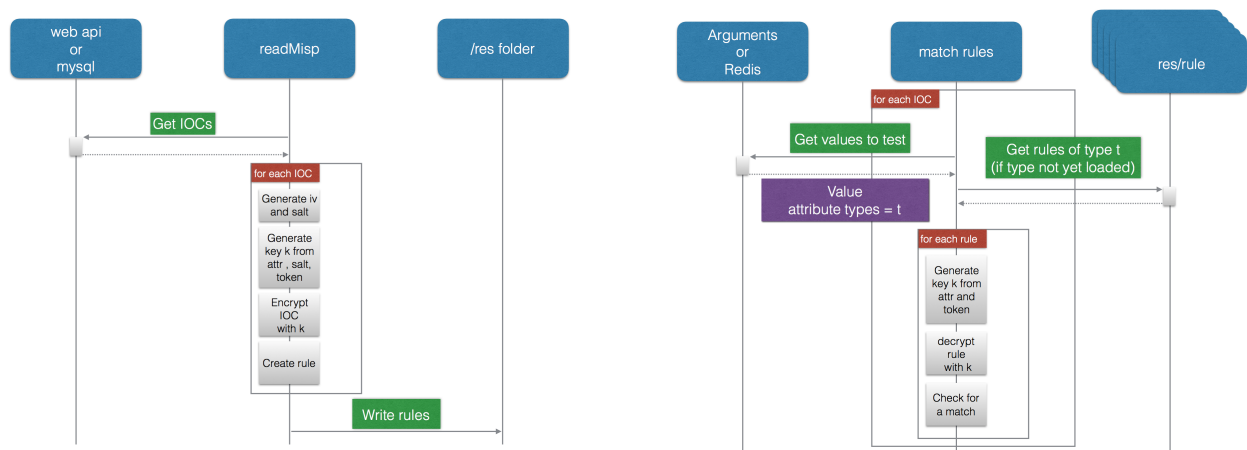 web api
or
mysql
readMisp
/res folder
Get IOCs
for each IOC
Generate iv
and salt
Generate
key k from
attr , salt,
token
Encrypt
IOC
with k
Create rule
Write rules
Arguments
or
Redis
match rules
res/rule
for each IOC
Get values to test
Get rules of type t
(if type not yet loaded)
Value
attribute types = t
for each rule
Generate
key k from
attr and
token
decrypt
rule
with k
Check for
a match